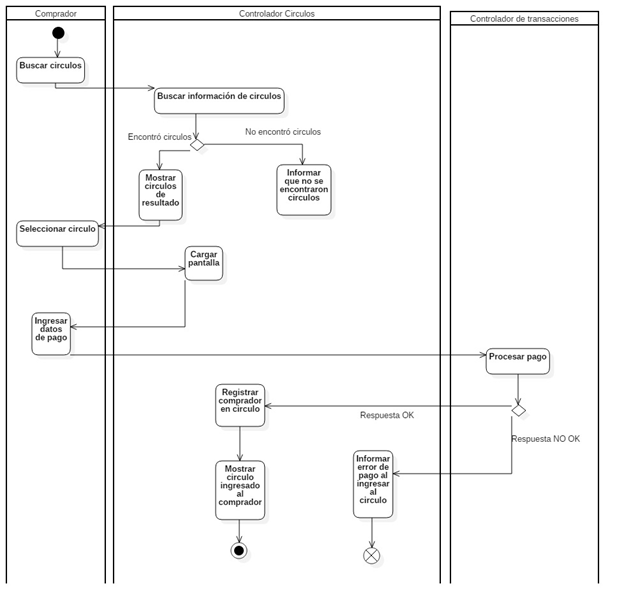 Comprador
Controlador Circulos
Controlador de transacciones
Buscar circulos
Buscar información de circulos
Encontró circulos
No encontró circulos
Mostrar
circulos
de
resultado
Informar
que no se
encontraron
circulos
Seleccionar circulo
Cargar
pantalla
Ingresar
datos
de pago
Procesar pago
Registrar
comprador
en circulo
Respuesta OK
Respuesta NO OK
Mostrar
circulo
ingresado
al
comprador
Informar
error de
pago al
ingresar
al
circulo